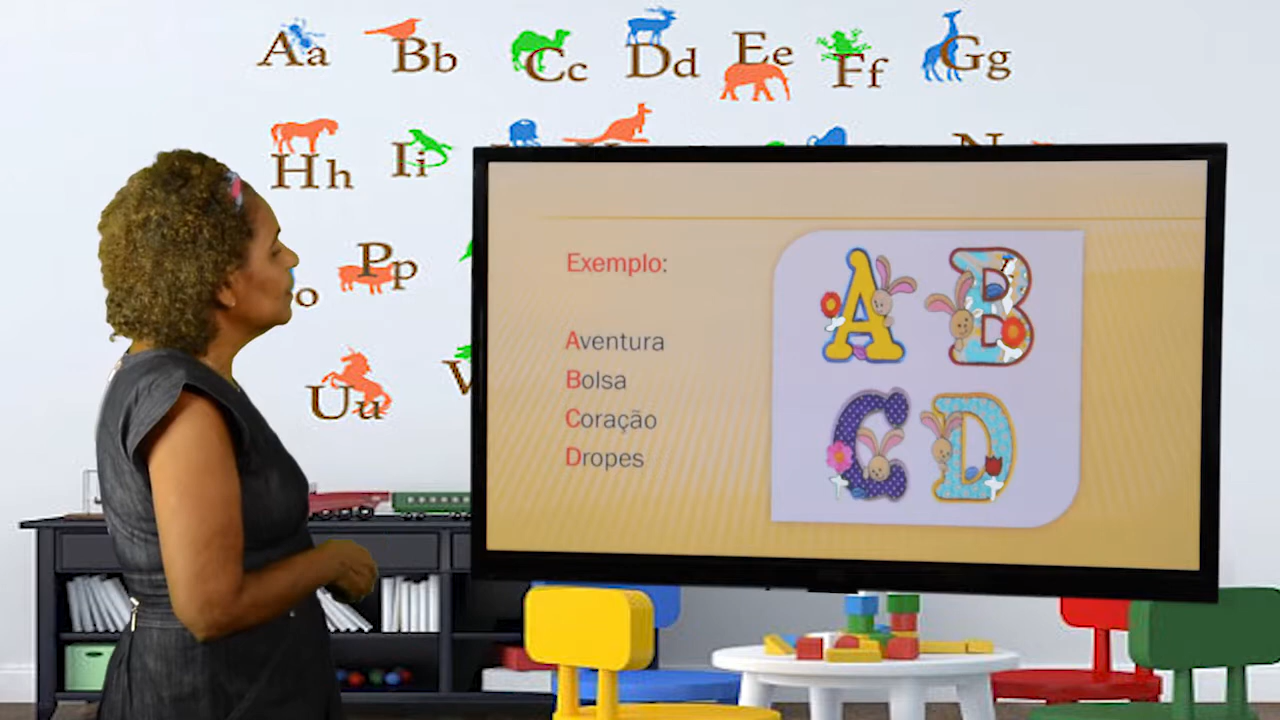 Aa Bb Cc Dd Ee Ff Gg
Hh Ii N
o Pp
Uu V
Exemplo:
Aventura
Bolsa
Coração
Dropes
A B
C D